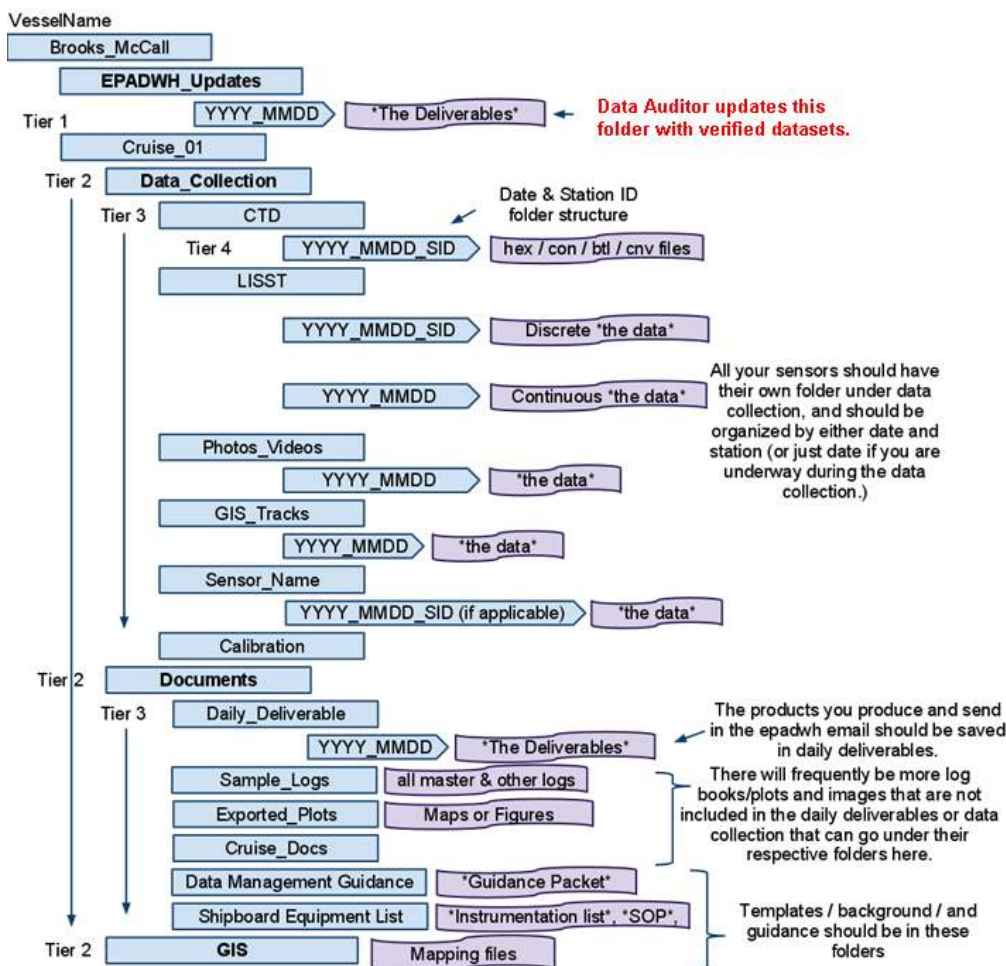 VesselName
Brooks_McCall
EPADWH_Updates
YYYY_MMDD
*The Deliverables*
Data Auditor updates this
folder with verified datasets.
Tier 1
Cruise_01
Tier 2
Data_Collection
Tier 3
CTD
Date & Station ID
folder structure
Tier 4
YYYY_MMDD_SID
hex / con / btl / cnv files
LISST
YYYY_MMDD_SID
Discrete *the data*
YYYY_MMDD
Continuous *the data*
All your sensors should have
their own folder under data
collection, and should be
organized by either date and
station (or just date if you are
underway during the data
collection.)
Photos_Videos
YYYY_MMDD
*the data*
GIS_Tracks
YYYY_MMDD
*the data*
Sensor_Name
YYYY_MMDD_SID (if applicable)
*the data*
Calibration
Tier 2
Documents
Tier 3
Daily_Deliverable
YYYY_MMDD
*The Deliverables*
The products you produce and send
in the epadwh email should be saved
in daily deliverables.
Sample_Logs
all master & other logs
Exported_Plots
Maps or Figures
Cruise_Docs
There will frequently be more log
books/plots and images that are not
included in the daily deliverables or data
collection that can go under their
respective folders here.
Data Management Guidance
*Guidance Packet*
Shipboard Equipment List
*Instrumentation list*, *SOP*,
Templates / background / and
guidance should be in these
folders
Tier 2
GIS
Mapping files